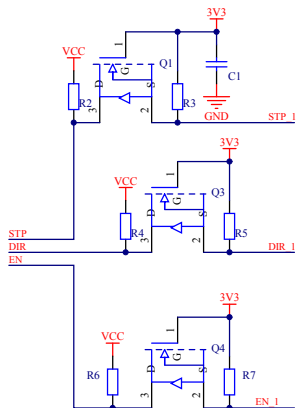 3V3
1
VCC
Q1
G
D
S
C1
R2
R3
3
2
GND
STP_1
3V3
1
VCC
Q3
G
D
S
STP
R4
R5
DIR
3
2
DIR_1
EN
3V3
1
VCC
Q4
G
D
S
R6
R7
3
2
EN_1